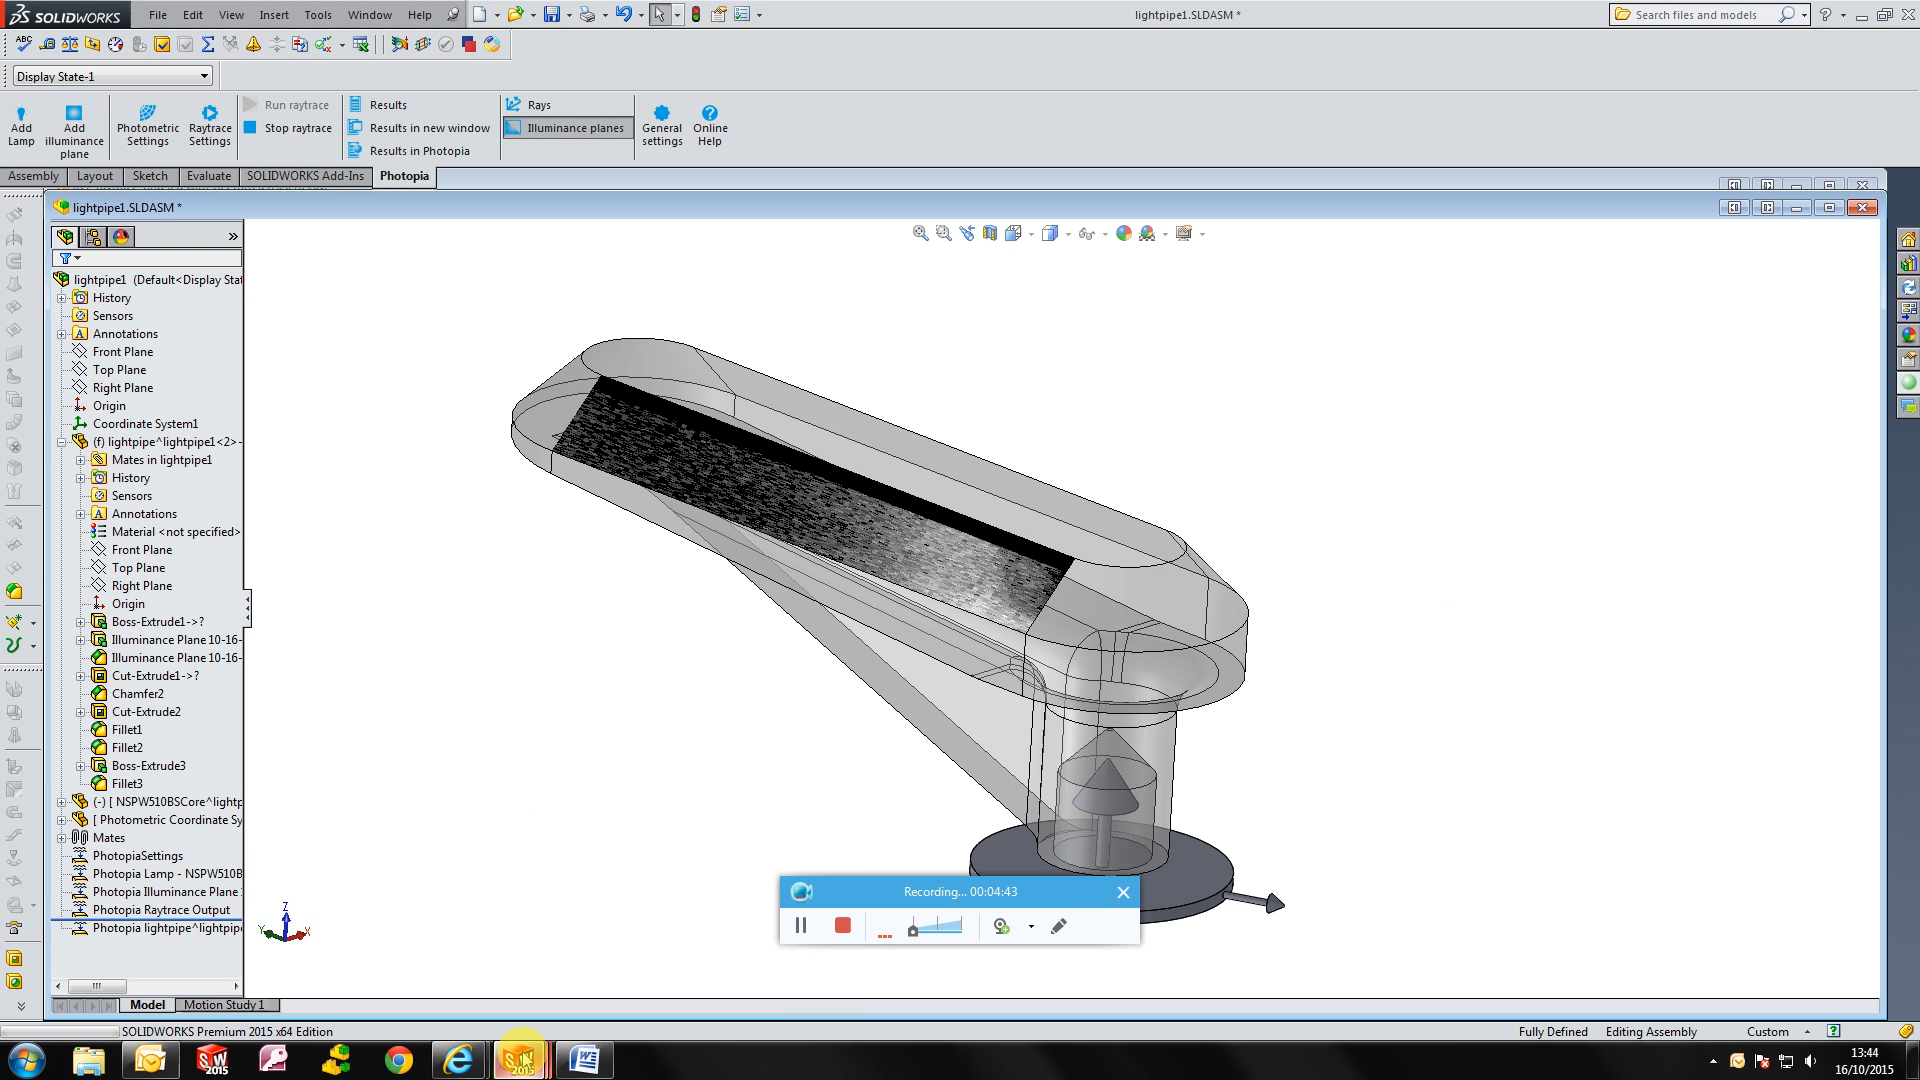 SOLIDWORKS
File Edit View Insert Tools Window Help
lightpipe1.SLDASM *
Search files and models
ABC
Display State-1
Add Lamp
Add illuminance plane
Photometric Settings
Raytrace Settings
Run raytrace
Stop raytrace
Results
Results in new window
Results in Photopia
Rays
Illuminance planes
General settings
Online Help
Assembly Layout Sketch Evaluate SOLIDWORKS Add-Ins Photopia
lightpipe1.SLDASM *
lightpipe1 (Default<Display Stat
History
Sensors
Annotations
Front Plane
Top Plane
Right Plane
Origin
Coordinate System1
(f) lightpipe^lightpipe1<2>-
Mates in lightpipe1
History
Sensors
Annotations
Material <not specified>
Front Plane
Top Plane
Right Plane
Origin
Boss-Extrude1->?
Illuminance Plane 10-16-
Illuminance Plane 10-16-
Cut-Extrude1->?
Chamfer2
Cut-Extrude2
Fillet1
Fillet2
Boss-Extrude3
Fillet3
(-) [ NSPW510BSCore^lightp
[ Photometric Coordinate Sy
Mates
PhotopiaSettings
Photopia Lamp - NSPW510B
Photopia Illuminance Plane
Photopia Raytrace Output
Photopia lightpipe^lightpipe
Z
Y
X
Recording... 00:04:43
Model Motion Study 1
SOLIDWORKS Premium 2015 x64 Edition
Fully Defined Editing Assembly Custom
SW 2015
SW 2015
13:44
16/10/2015